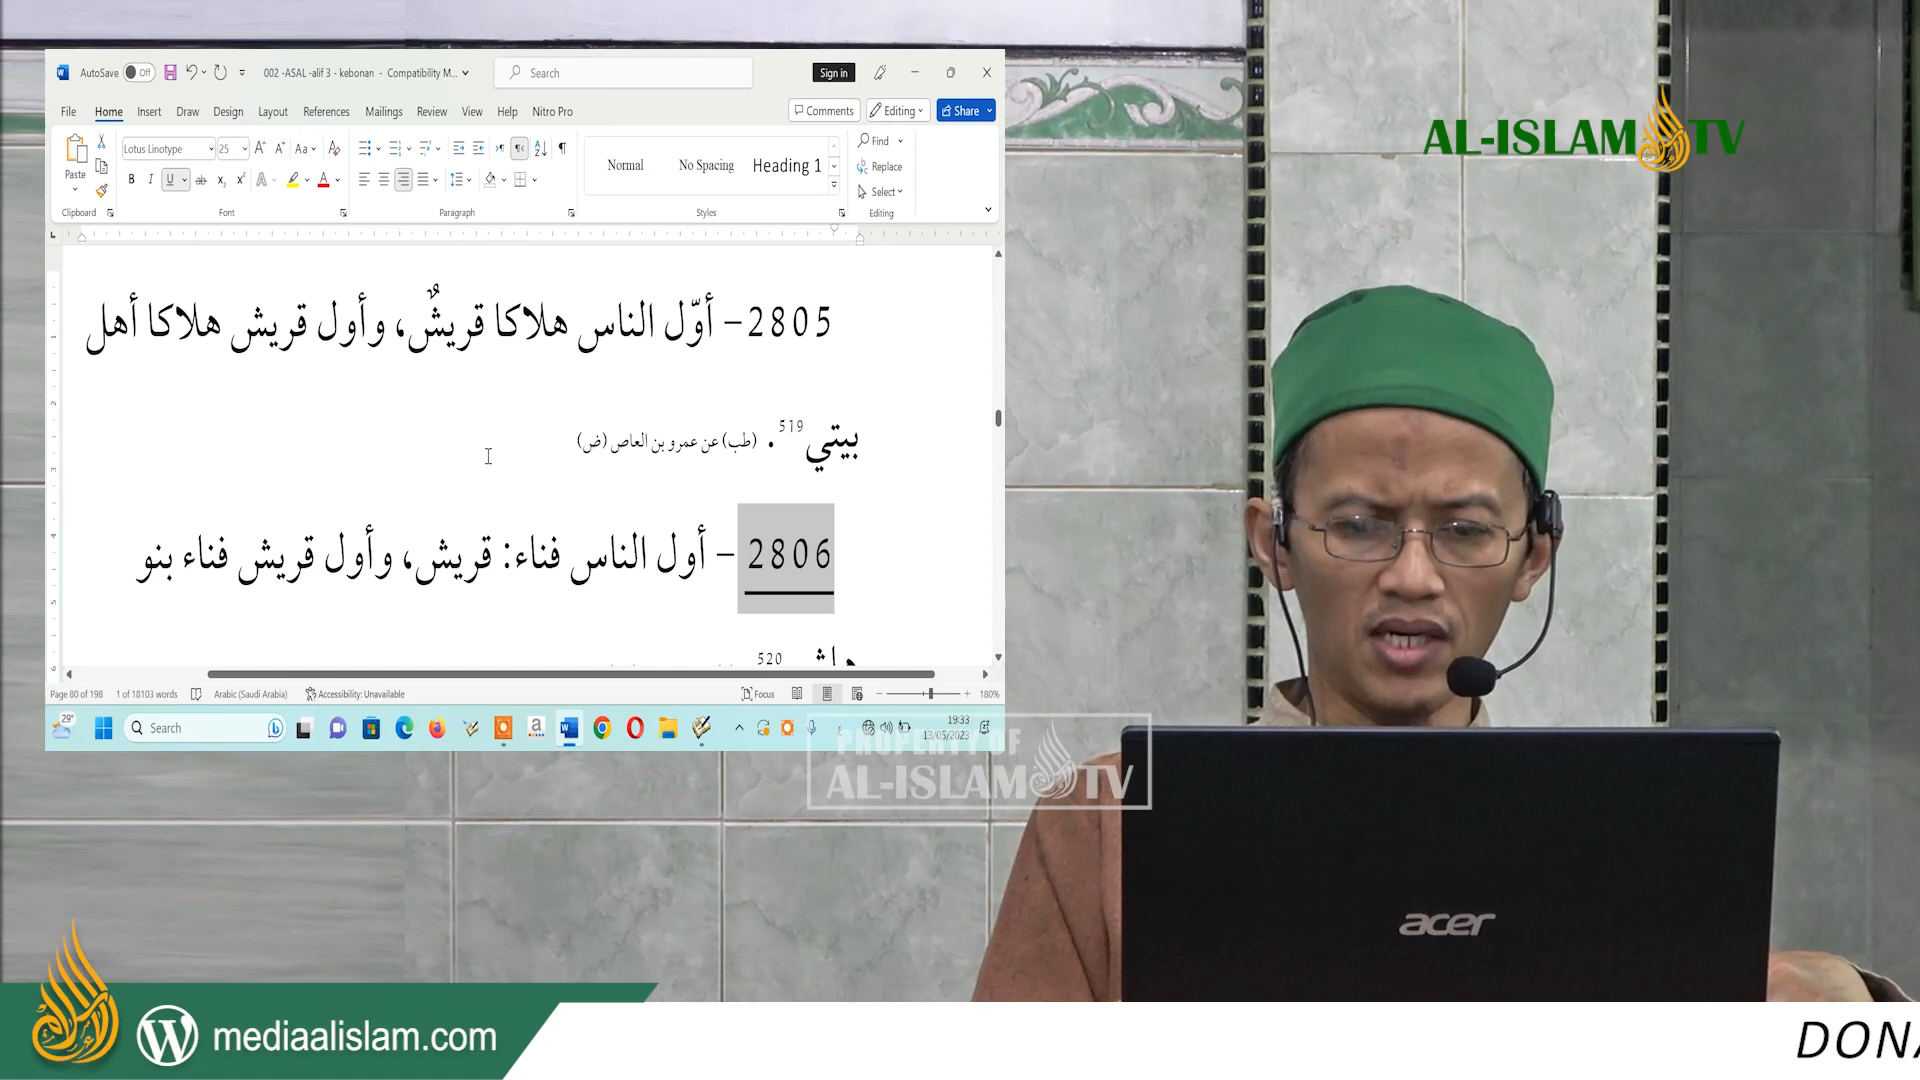 AutoSave Off 002 -ASAL -alif 3 - kebonan - Compatibility M... Search Sign in
File Home Insert Draw Design Layout References Mailings Review View Help Nitro Pro Comments Editing Share
Paste Lotus Linotype 25 Aa Normal No Spacing Heading 1 Find
B I U ab Replace
Select
Clipboard Font Paragraph Styles Editing
2805- أوّل الناس هلاكا قريشٌ، وأول قريش هلاكا أهل
بيتي519. (طب) عن عمرو بن العاص (ض)
2806 - أول الناس فناء: قريش، وأول قريش فناء بنو
520
Page 80 of 198 1 of 18103 words Arabic (Saudi Arabia) Accessibility: Unavailable Focus 180%
29° Search 19:33
13/05/2023
AL-ISLAM TV
PROPERTY OF
AL-ISLAM TV
acer
mediaalislam.com
DONA